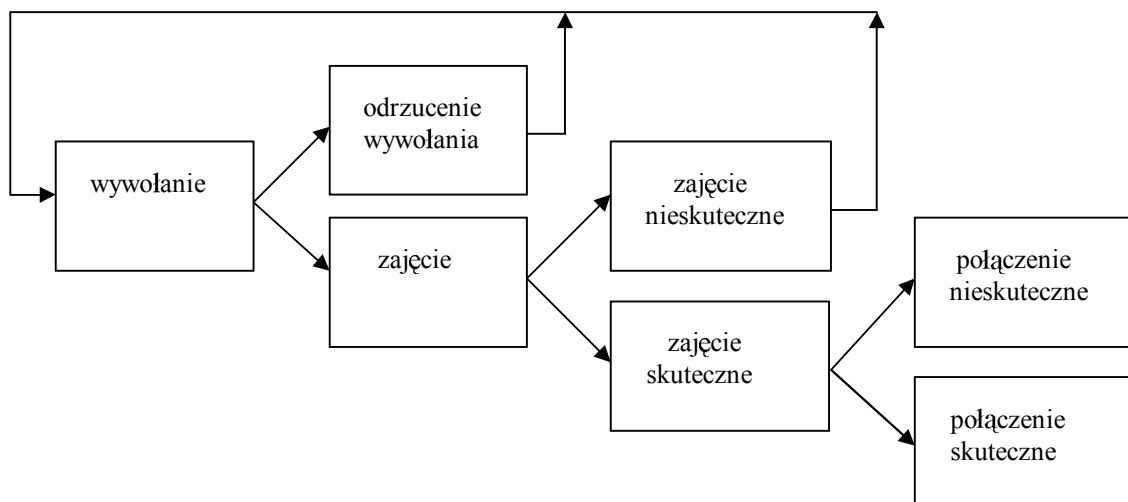 odrzucenie
wywołania
wywołanie
zajęcie
nieskuteczne
zajęcie
połączenie
nieskuteczne
zajęcie
skuteczne
połączenie
skuteczne